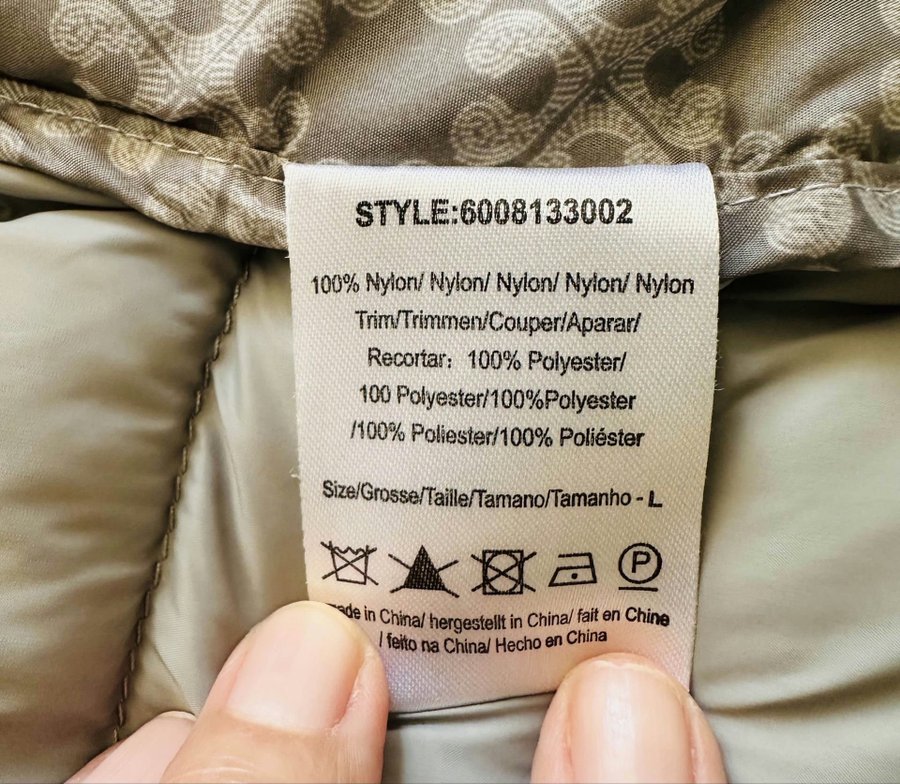 STYLE:6008133002
100% Nylon/ Nylon/ Nylon/ Nylon/ Nylon
Trim/Trimmen/Couper/Aparar/
Recortar: 100% Polyester/
100 Polyester/100%Polyester
/100% Poliester/100% Poliéster
Size/Grosse/Taille/Tamano/Tamanho - L
P
in China/ hergestellt in China/ fait en Chine
/ feito na China/ Hecho en China